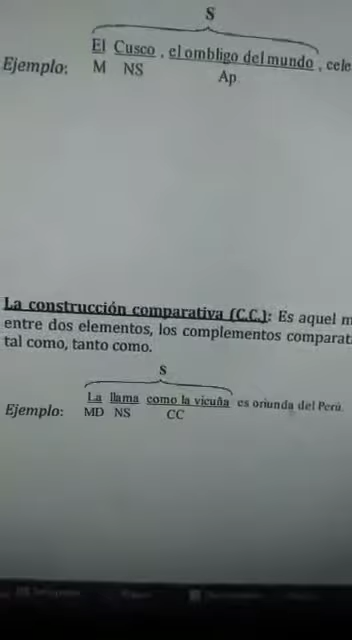 S
El Cusco , el ombligo del mundo , cele
Ejemplo: M NS Ap
La construcción comparativa (C.C.): Es aquel m
entre dos elementos, los complementos comparat
tal como, tanto como.
S
La llama como la vicuña es oriunda del Perú.
Ejemplo: MD NS CC